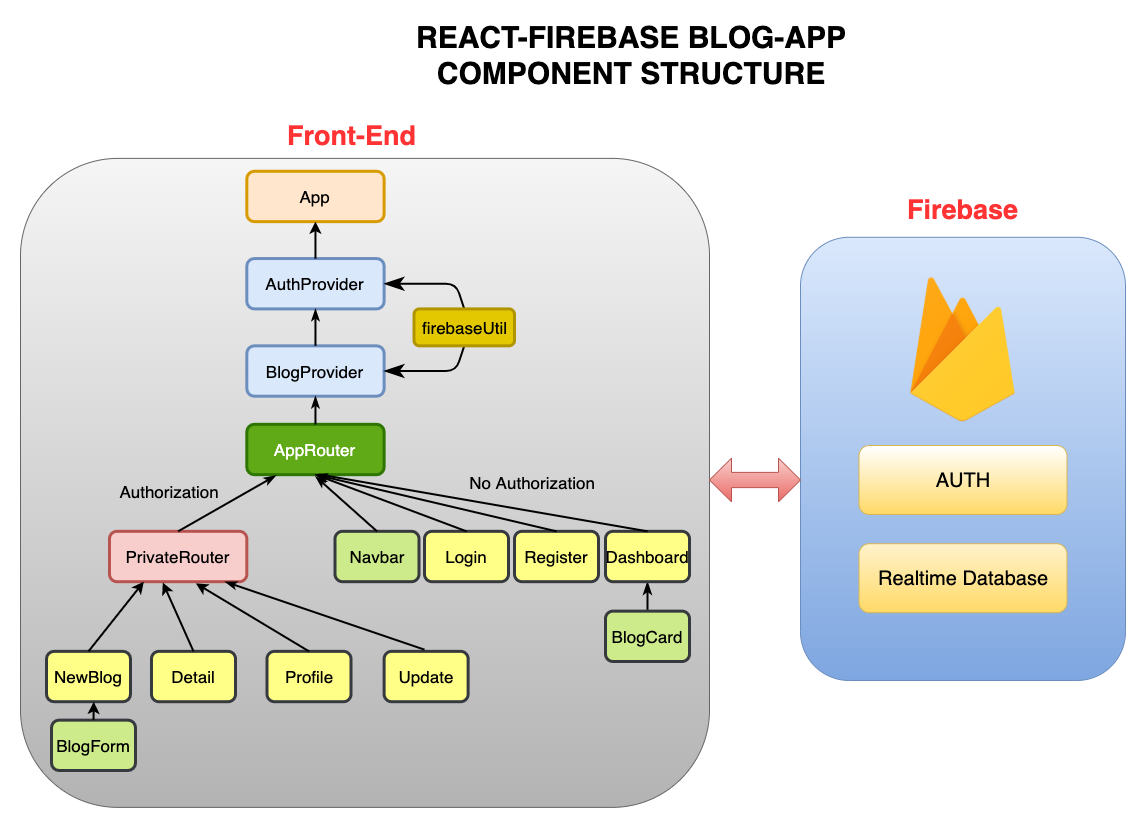 REACT-FIREBASE BLOG-APP
COMPONENT STRUCTURE
Front-End
App
AuthProvider
firebaseUtil
BlogProvider
AppRouter
Authorization
No Authorization
PrivateRouter
Navbar
Login
Register
Dashboard
BlogCard
NewBlog
Detail
Profile
Update
BlogForm
Firebase
AUTH
Realtime Database